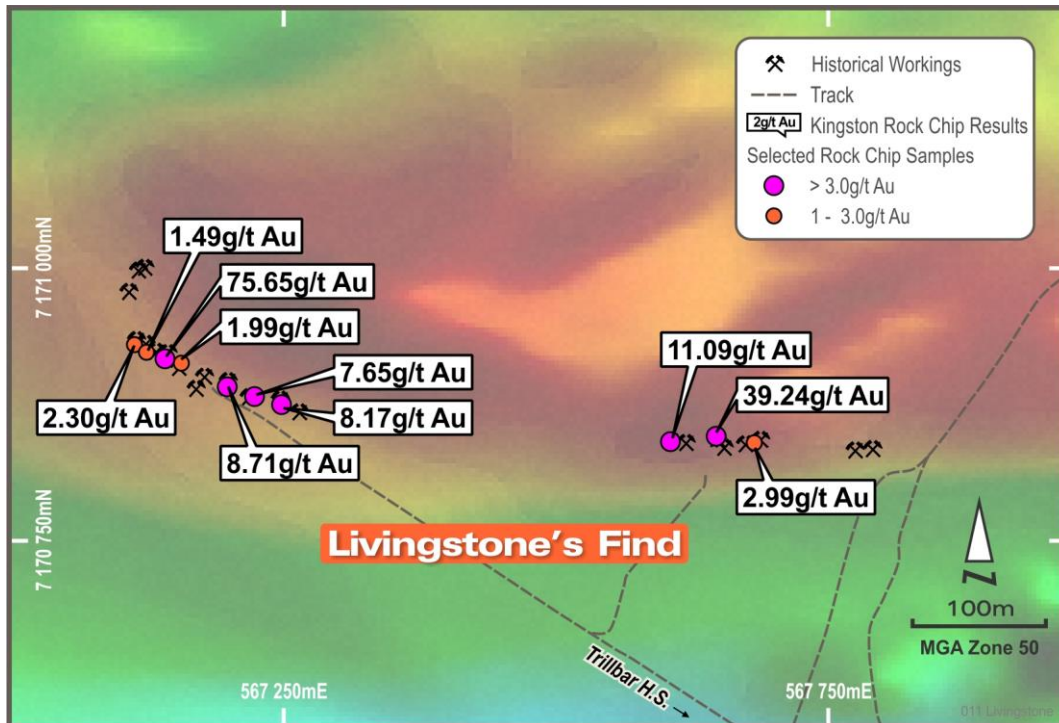 Historical Workings
Track
2g/t Au
Kingston Rock Chip Results
Selected Rock Chip Samples
> 3.0g/t Au
1 - 3.0g/t Au
7 171 000mN
1.49g/t Au
75.65g/t Au
1.99g/t Au
7.65g/t Au
11.09g/t Au
39.24g/t Au
2.30g/t Au
8.17g/t Au
8.71g/t Au
2.99g/t Au
7 170 750mN
Livingstone's Find
N
100m
MGA Zone 50
Trillbar H.S.
567 250mE
567 750mE
011 Livingstone